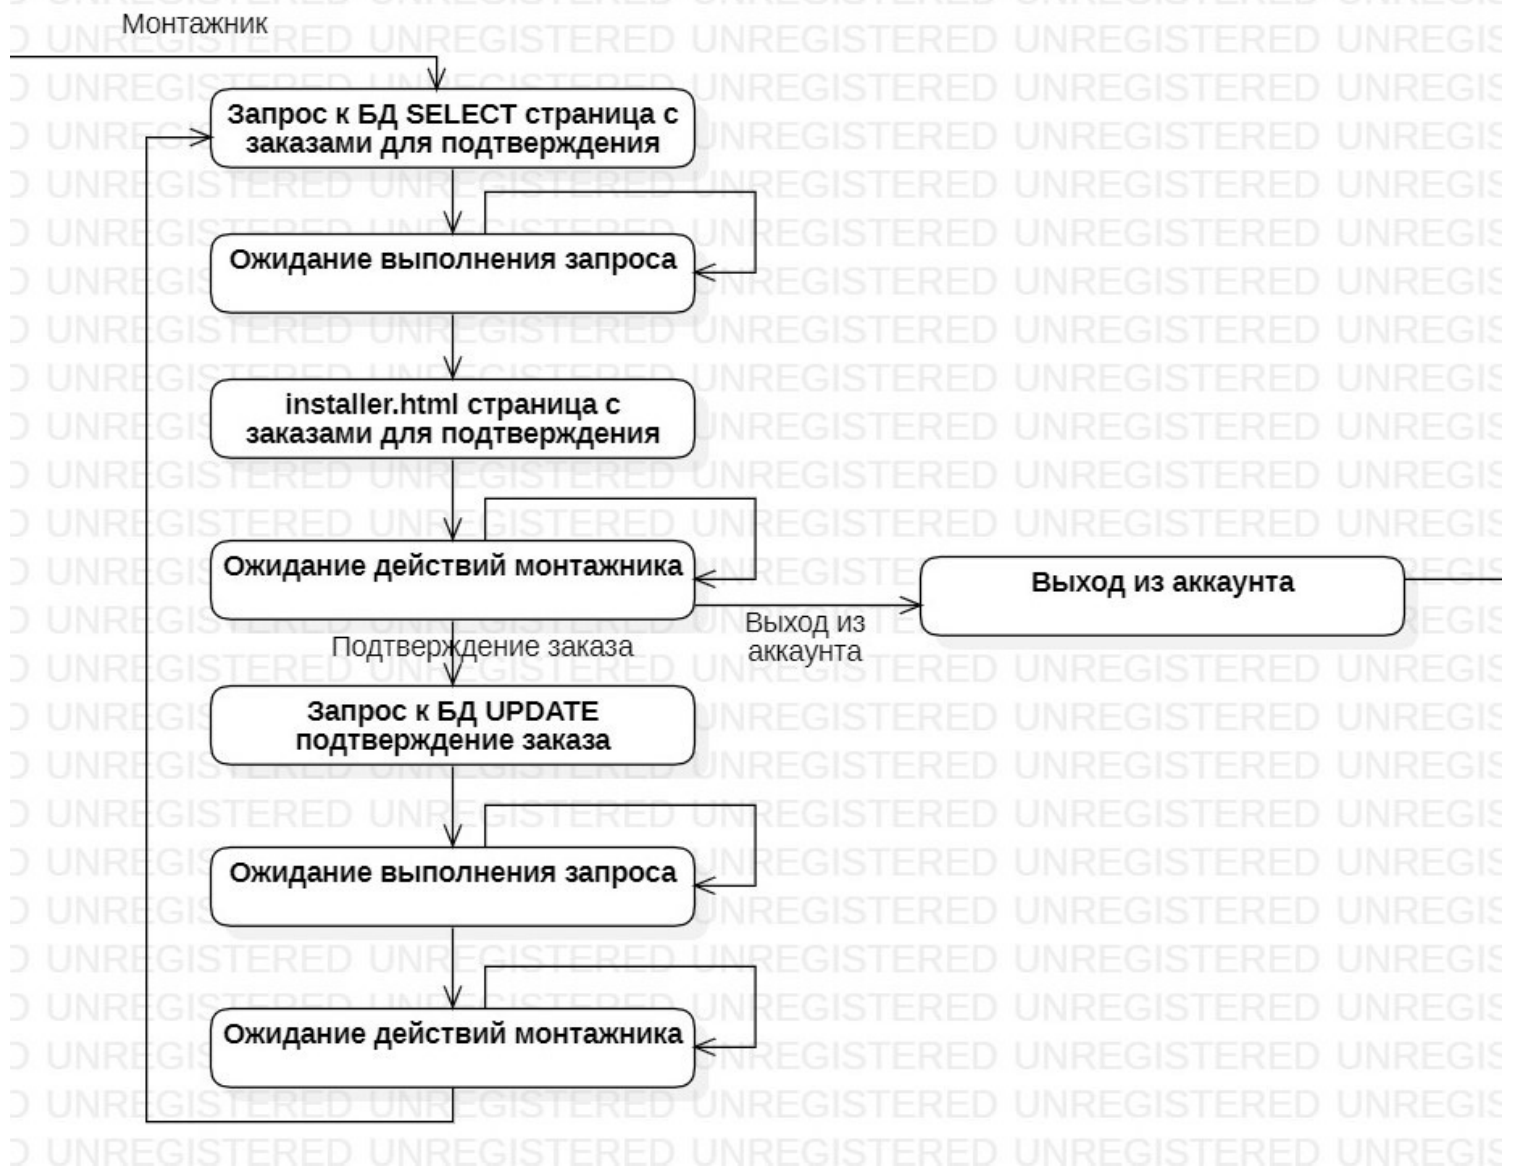 Монтажник
Запрос к БД SELECT страница с
заказами для подтверждения
Ожидание выполнения запроса
installer.html страница с
заказами для подтверждения
Ожидание действий монтажника
Выход из аккаунта
Выход из
аккаунта
Подтверждение заказа
Запрос к БД UPDATE
подтверждение заказа
Ожидание выполнения запроса
Ожидание действий монтажника
UNREGISTERED